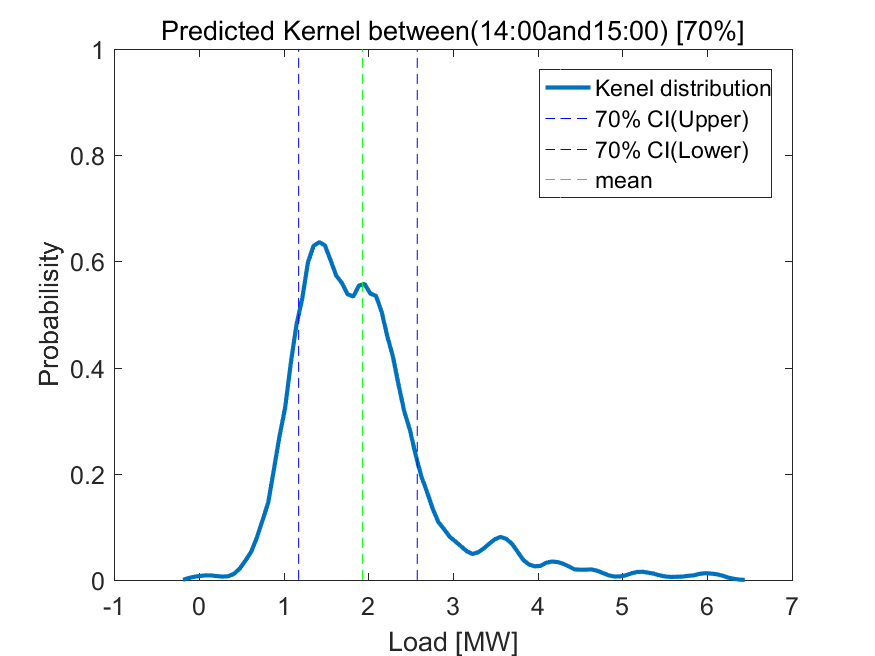 Predicted Kernel between(14:00and15:00) [70%]
1
0.8
0.6
0.4
0.2
0
Probabilisity
Kenel distribution
70% CI(Upper)
70% CI(Lower)
mean
-1 0 1 2 3 4 5 6 7
Load [MW]